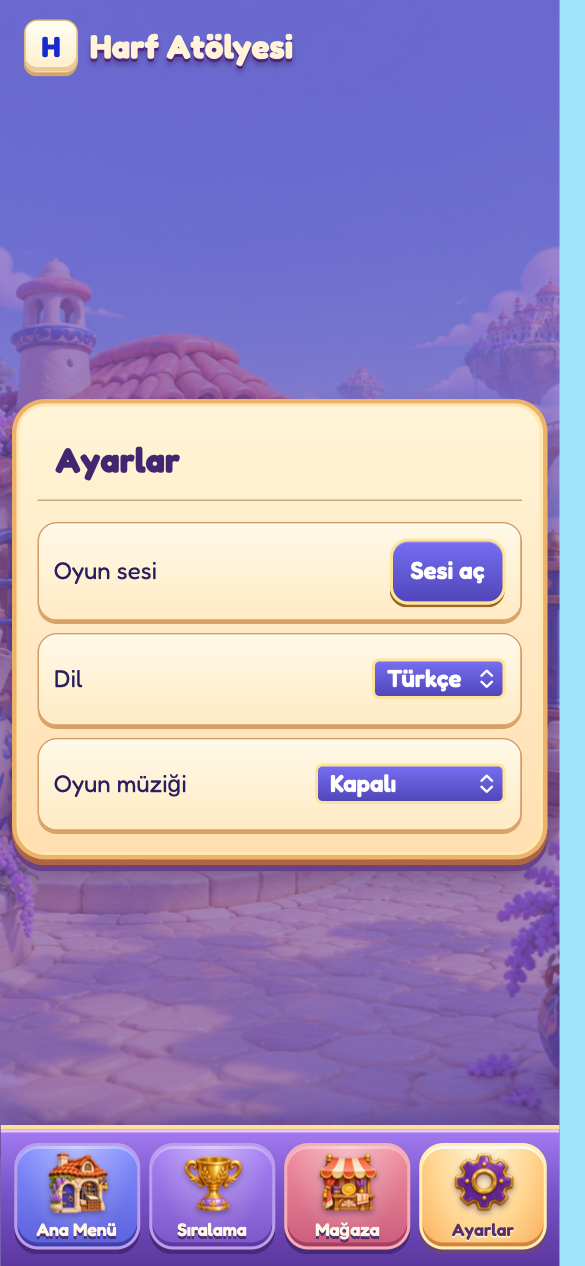 H Harf Atölyesi
Ayarlar
Oyun sesi Sesi aç
Dil Türkçe
Oyun müziği Kapalı
Ana Menü Sıralama Mağaza Ayarlar